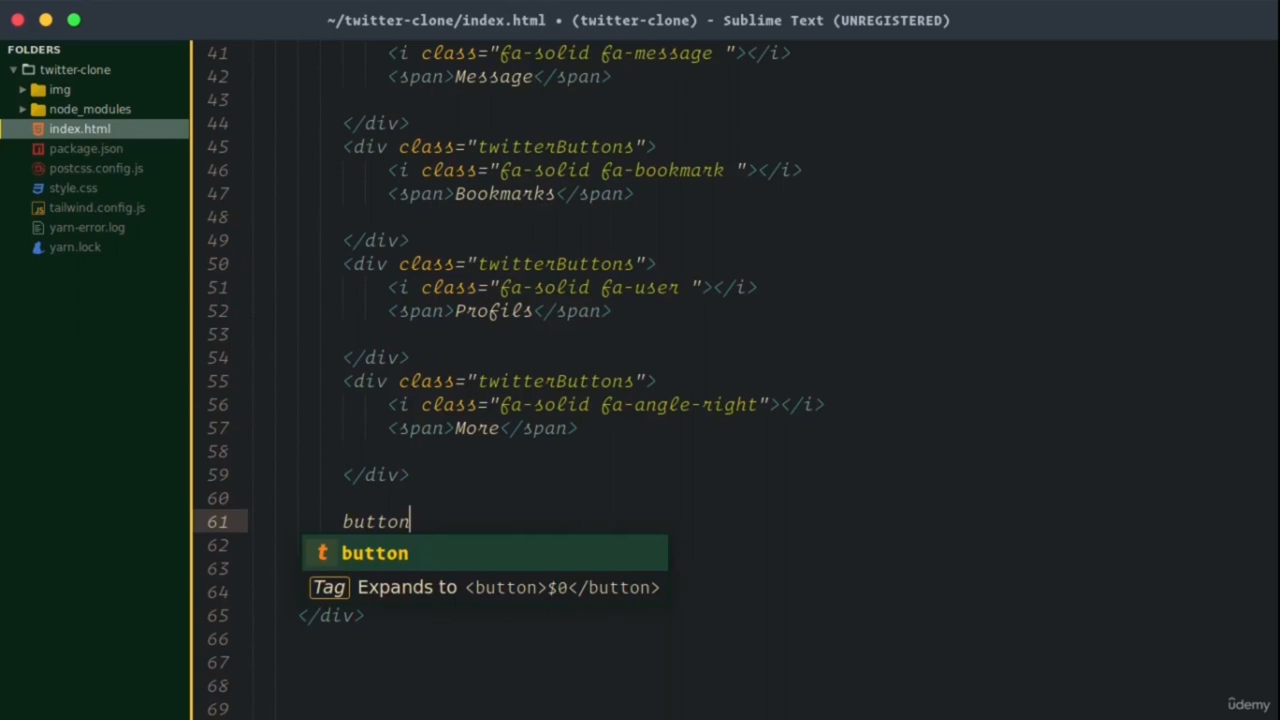 ~/twitter-clone/index.html • (twitter-clone) - Sublime Text (UNREGISTERED)
FOLDERS
twitter-clone
img
node_modules
index.html
package.json
postcss.config.js
style.css
tailwind.config.js
yarn-error.log
yarn.lock
41 <i class="fa-solid fa-message "></i>
42 <span>Message</span>
43
44 </div>
45 <div class="twitterButtons">
46 <i class="fa-solid fa-bookmark "></i>
47 <span>Bookmarks</span>
48
49 </div>
50 <div class="twitterButtons">
51 <i class="fa-solid fa-user "></i>
52 <span>Profils</span>
53
54 </div>
55 <div class="twitterButtons">
56 <i class="fa-solid fa-angle-right"></i>
57 <span>More</span>
58
59 </div>
60
61 button
62
t button
63
Tag Expands to <button>$0</button>
64
65 </div>
66
67
68
69
ûdemy